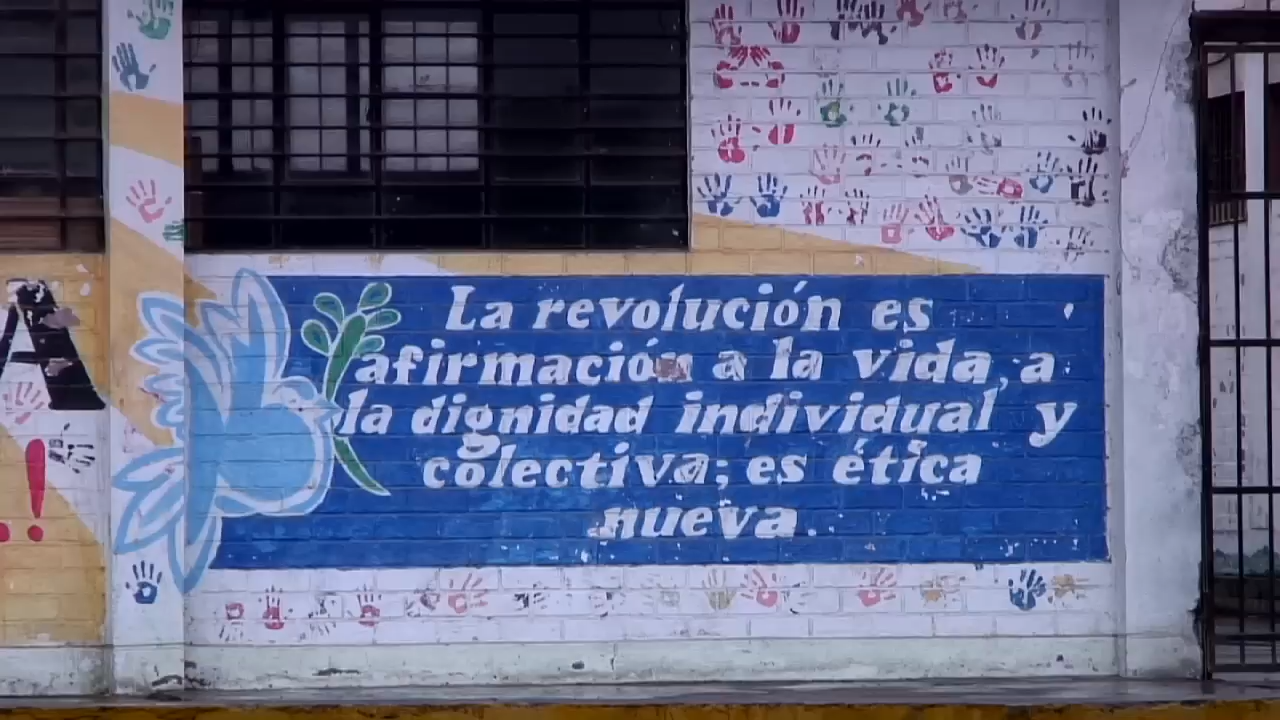 La revolución es
afirmación a la vida, a
la dignidad individual y
colectiva; es ética
nueva.
A
!